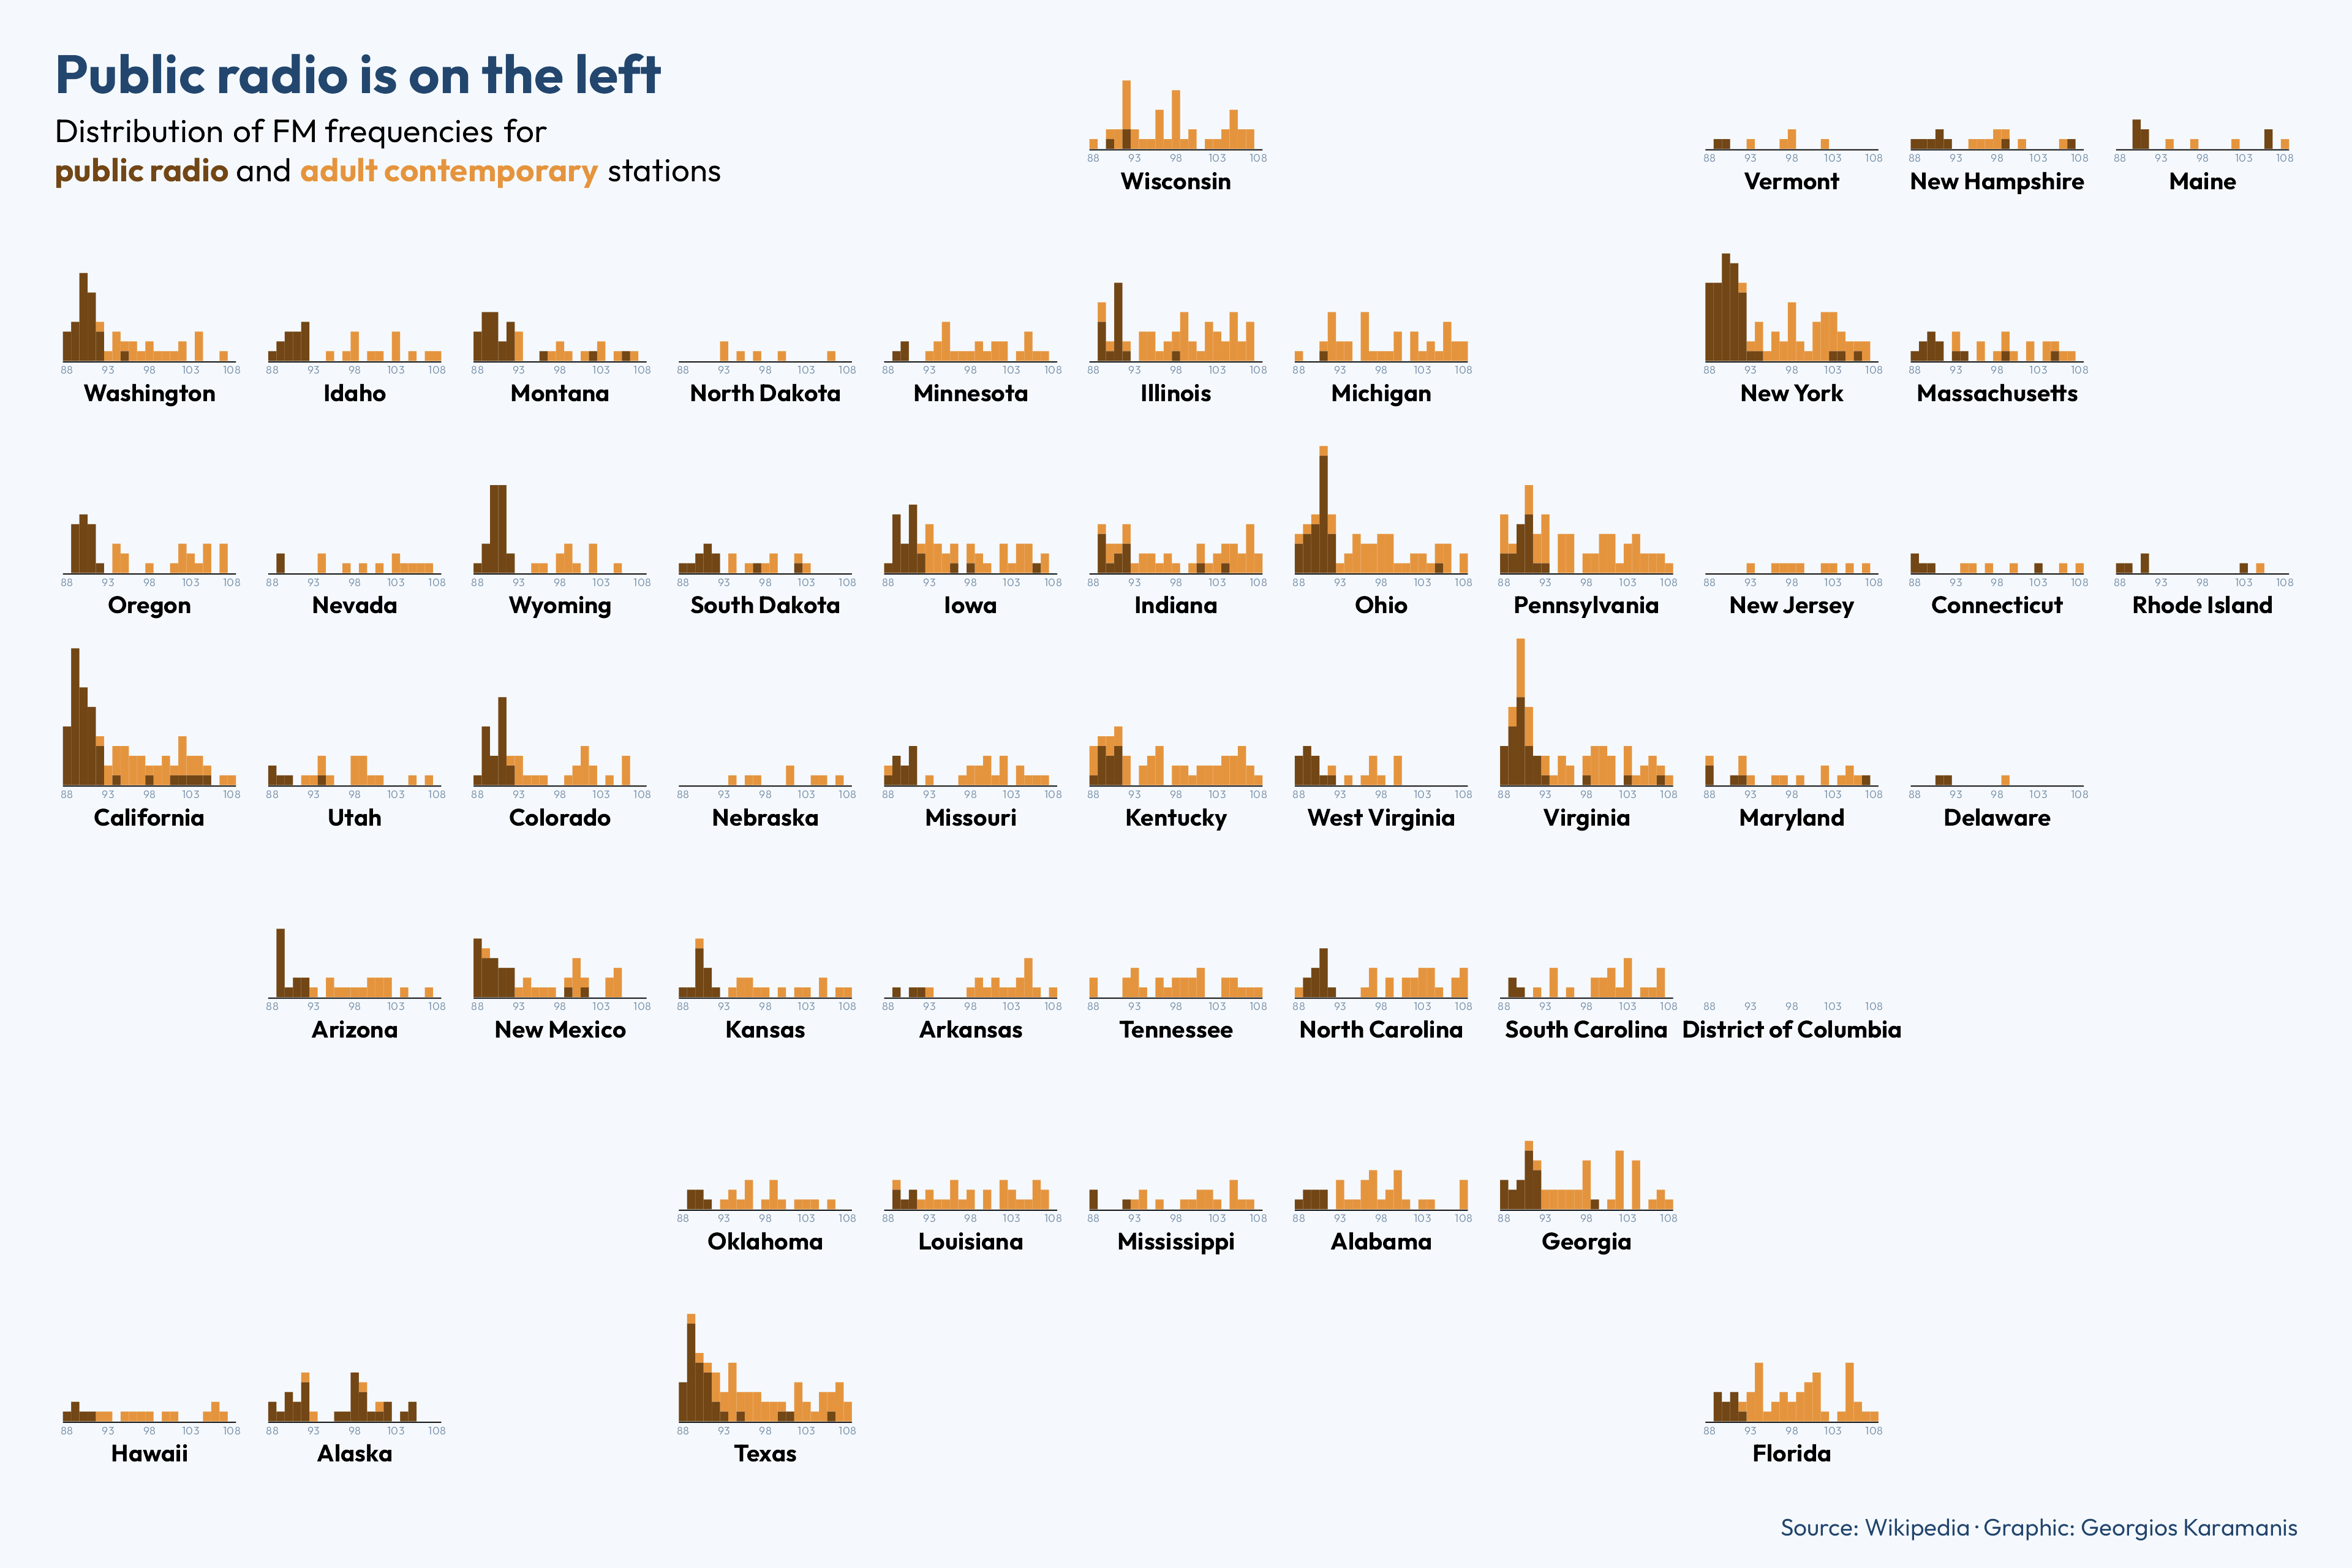 Public radio is on the left
Distribution of FM frequencies for
public radio and adult contemporary stations
88 93 98 103 108
Wisconsin
88 93 98 103 108
Vermont
88 93 98 103 108
New Hampshire
88 93 98 103 108
Maine
88 93 98 103 108
Washington
88 93 98 103 108
Idaho
88 93 98 103 108
Montana
88 93 98 103 108
North Dakota
88 93 98 103 108
Minnesota
88 93 98 103 108
Illinois
88 93 98 103 108
Michigan
88 93 98 103 108
New York
88 93 98 103 108
Massachusetts
88 93 98 103 108
Oregon
88 93 98 103 108
Nevada
88 93 98 103 108
Wyoming
88 93 98 103 108
South Dakota
88 93 98 103 108
Iowa
88 93 98 103 108
Indiana
88 93 98 103 108
Ohio
88 93 98 103 108
Pennsylvania
88 93 98 103 108
New Jersey
88 93 98 103 108
Connecticut
88 93 98 103 108
Rhode Island
88 93 98 103 108
California
88 93 98 103 108
Utah
88 93 98 103 108
Colorado
88 93 98 103 108
Nebraska
88 93 98 103 108
Missouri
88 93 98 103 108
Kentucky
88 93 98 103 108
West Virginia
88 93 98 103 108
Virginia
88 93 98 103 108
Maryland
88 93 98 103 108
Delaware
88 93 98 103 108
Arizona
88 93 98 103 108
New Mexico
88 93 98 103 108
Kansas
88 93 98 103 108
Arkansas
88 93 98 103 108
Tennessee
88 93 98 103 108
North Carolina
88 93 98 103 108
South Carolina
88 93 98 103 108
District of Columbia
88 93 98 103 108
Oklahoma
88 93 98 103 108
Louisiana
88 93 98 103 108
Mississippi
88 93 98 103 108
Alabama
88 93 98 103 108
Georgia
88 93 98 103 108
Hawaii
88 93 98 103 108
Alaska
88 93 98 103 108
Texas
88 93 98 103 108
Florida
Source: Wikipedia · Graphic: Georgios Karamanis